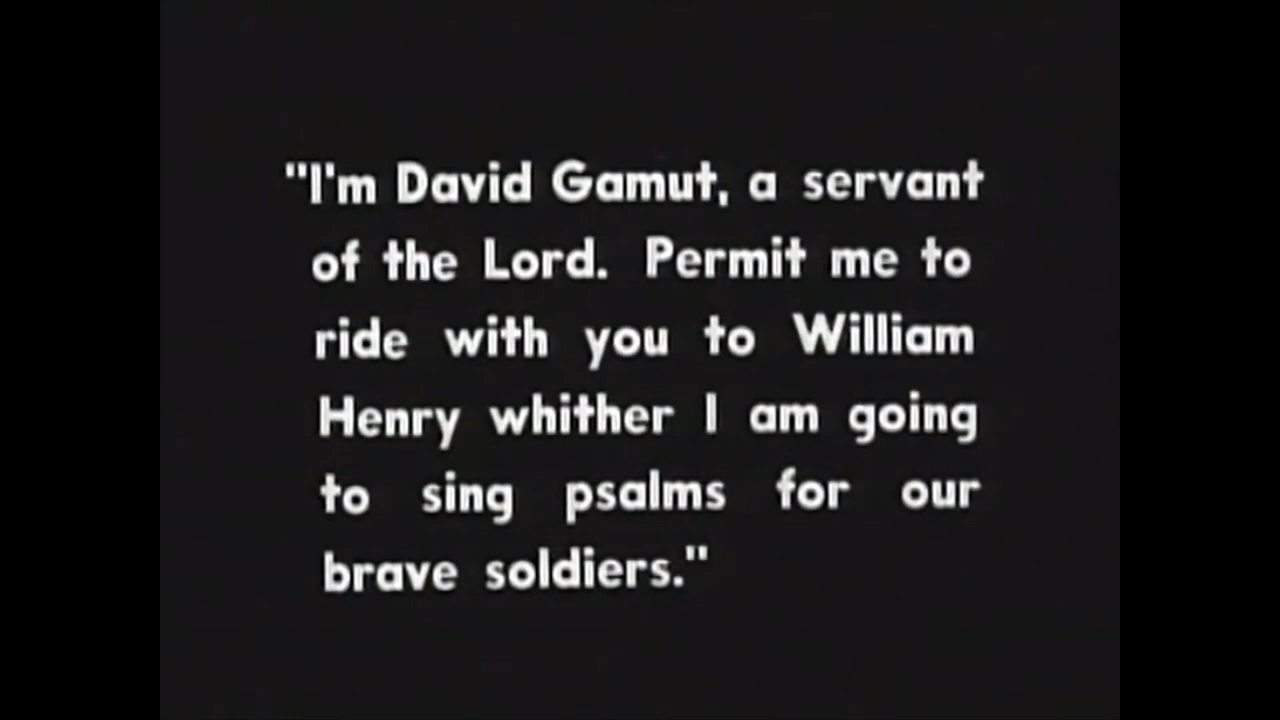 "I'm David Gamut, a servant
of the Lord. Permit me to
ride with you to William
Henry whither I am going
to sing psalms for our
brave soldiers."